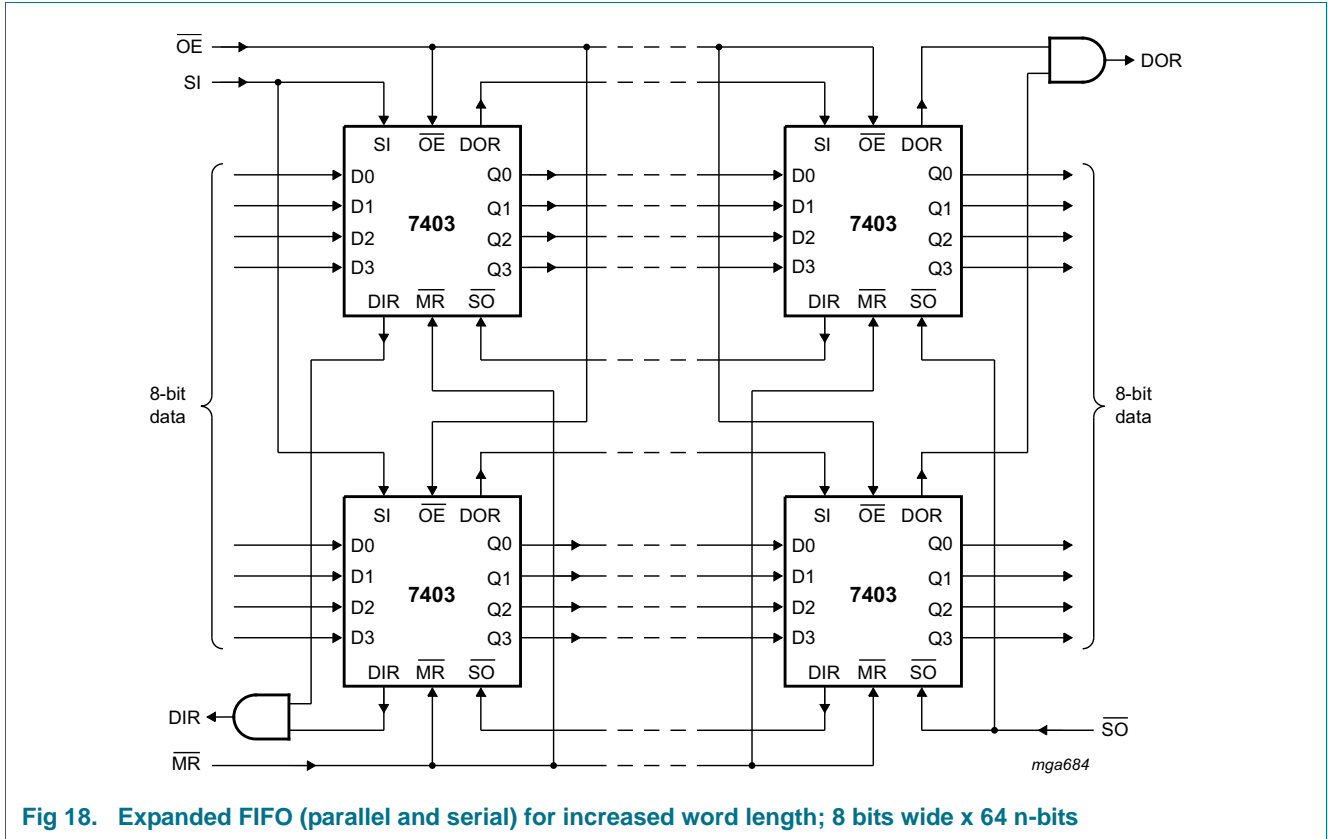 OE
SI
DOR
SI OE DOR
SI OE DOR
D0 Q0
D0 Q0
D1 Q1
D1 Q1
7403
7403
D2 Q2
D2 Q2
D3 Q3
D3 Q3
DIR MR SO
DIR MR SO
8-bit
data
8-bit
data
SI OE DOR
SI OE DOR
D0 Q0
D0 Q0
D1 Q1
D1 Q1
7403
7403
D2 Q2
D2 Q2
D3 Q3
D3 Q3
DIR MR SO
DIR MR SO
DIR
SO
MR
mga684
Fig 18. Expanded FIFO (parallel and serial) for increased word length; 8 bits wide x 64 n-bits